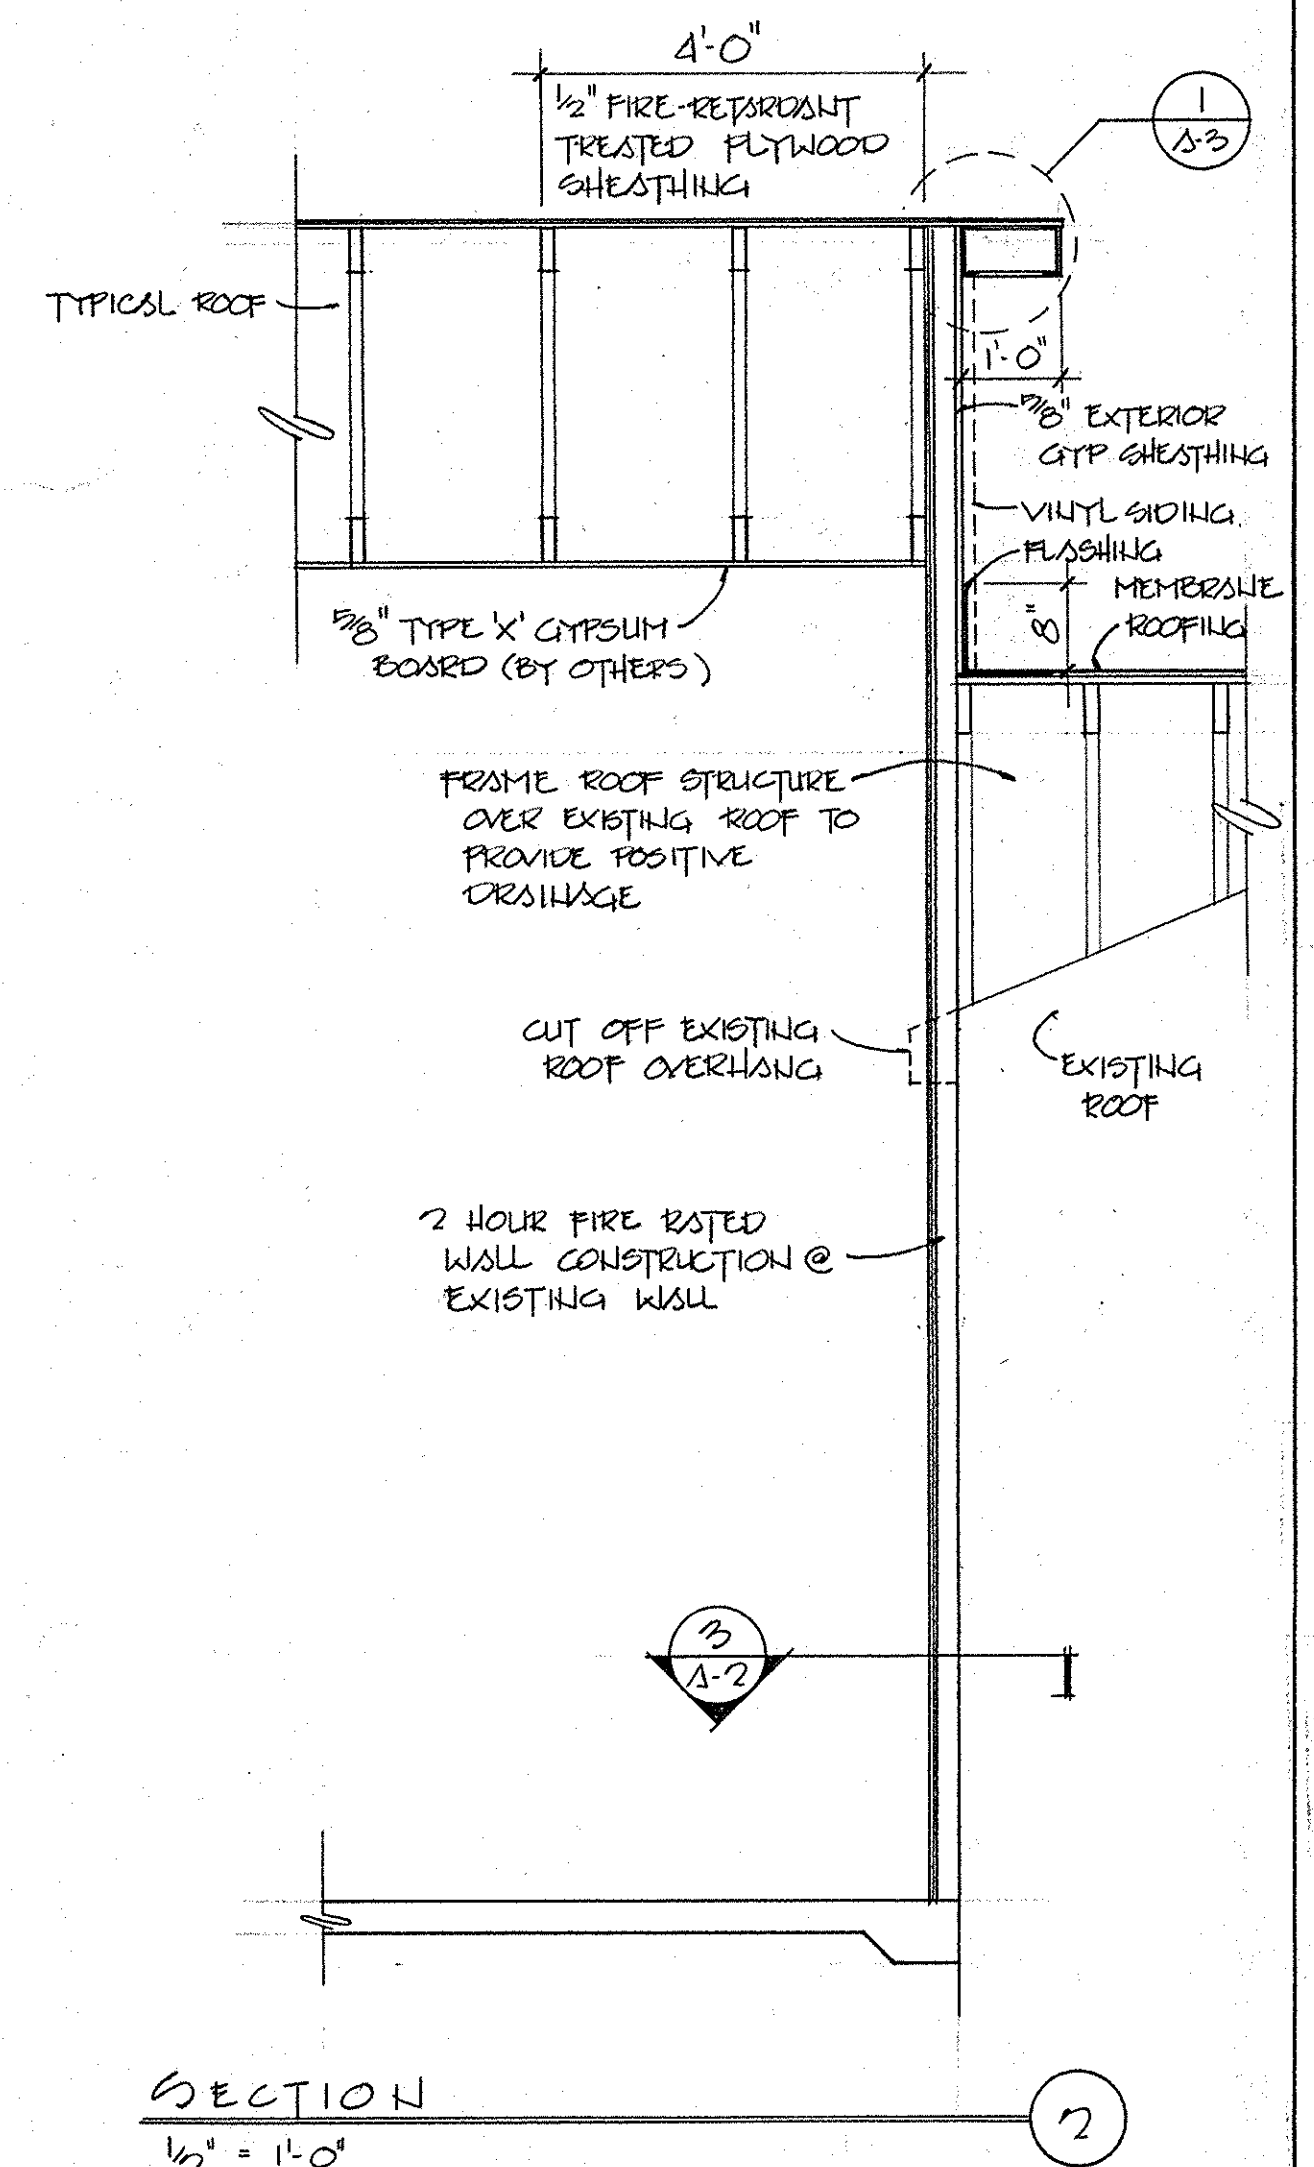 4'-0"
1/2" FIRE-RETARDANT
TREATED PLYWOOD
SHEATHING
1
A-3
TYPICAL ROOF
1'-0"
5/8" EXTERIOR
GYP SHEATHING
VINYL SIDING
FLASHING
8"
MEMBRANE
ROOFING
5/8" TYPE 'X' GYPSUM
BOARD (BY OTHERS)
FRAME ROOF STRUCTURE
OVER EXISTING ROOF TO
PROVIDE POSITIVE
DRAINAGE
CUT OFF EXISTING
ROOF OVERHANG
EXISTING
ROOF
2 HOUR FIRE RATED
WALL CONSTRUCTION @
EXISTING WALL
3
A-2
SECTION
2
1/2" = 1'-0"